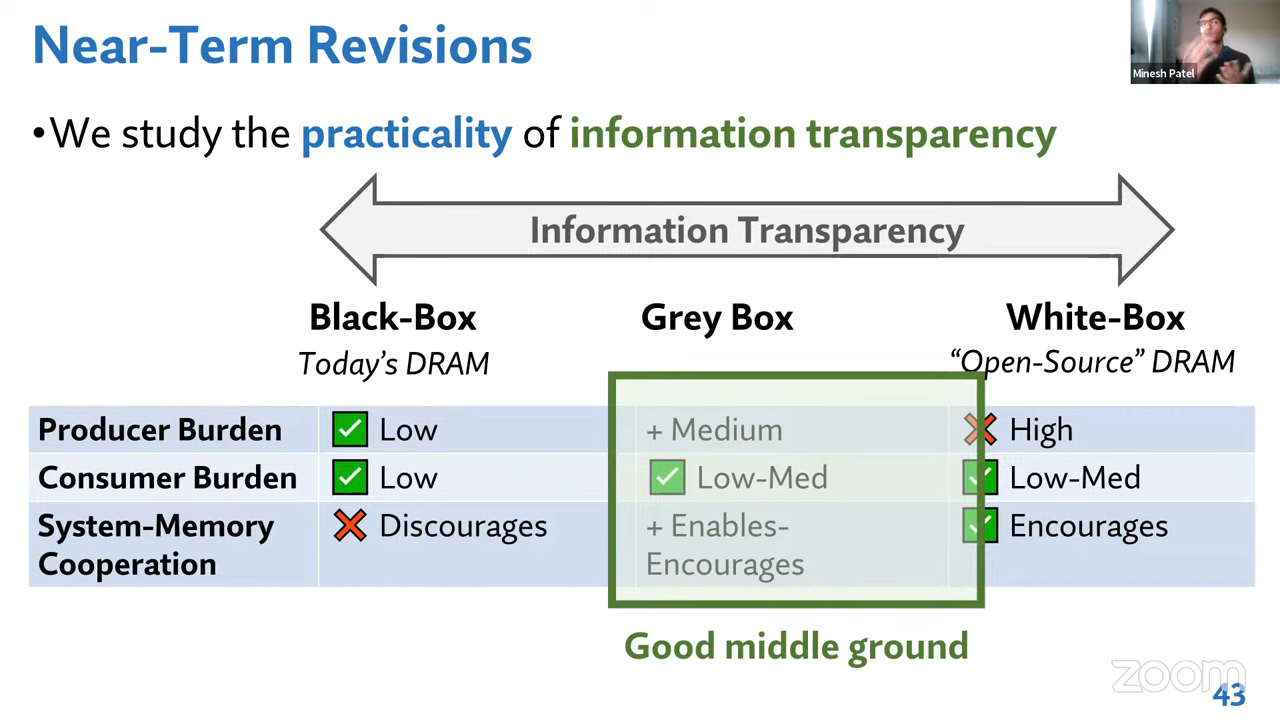 Near-Term Revisions
Minesh Patel
•We study the practicality of information transparency
Information Transparency
Black-Box Grey Box White-Box
Today's DRAM "Open-Source" DRAM
Producer Burden Low + Medium High
Consumer Burden Low Low-Med Low-Med
System-Memory Discourages + Enables- Encourages
Cooperation Encourages
Good middle ground
zoom
43